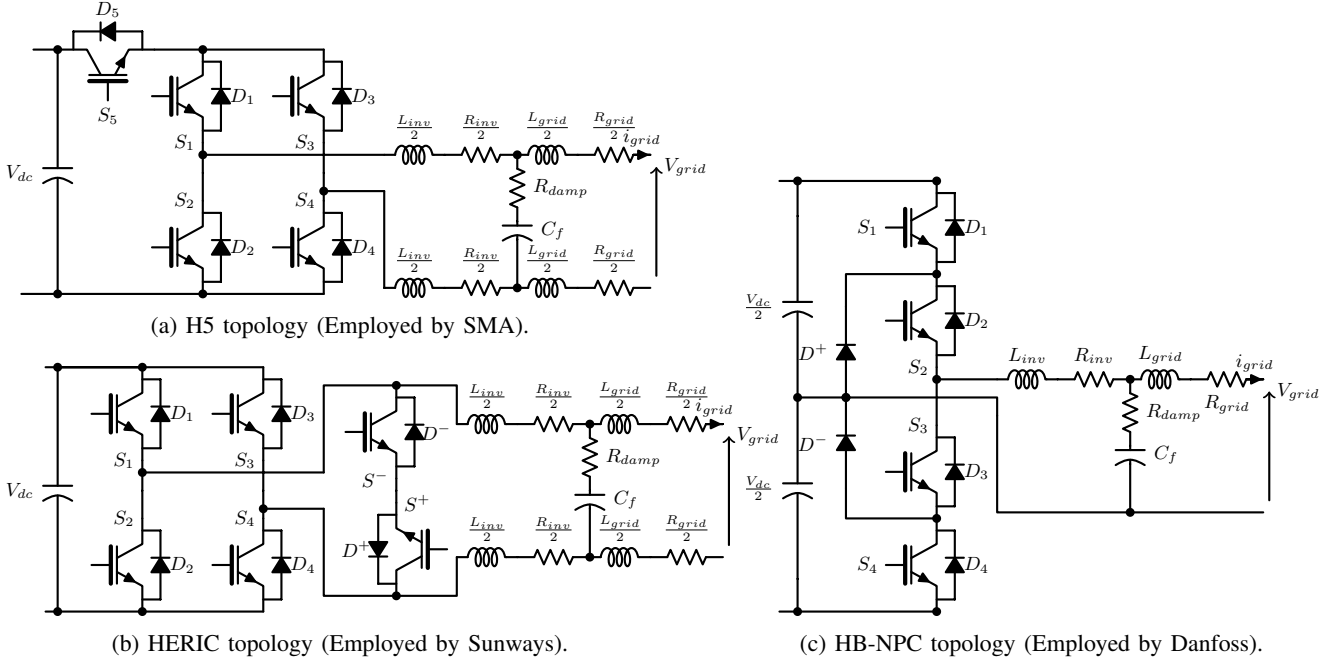 D5
S5
D1
D3
S1
S3
Linv/2
Rinv/2
Lgrid/2
Rgrid/2
igrid
Vdc
Vgrid
Rdamp
S2
S4
Cf
D2
D4
Linv/2
Rinv/2
Lgrid/2
Rgrid/2
(a) H5 topology (Employed by SMA).
D1
D3
S1
S3
Linv/2
Rinv/2
Lgrid/2
Rgrid/2
igrid
D−
Vgrid
Rdamp
S−
Vdc
S+
S2
S4
Cf
Linv/2
Rinv/2
Lgrid/2
Rgrid/2
D+
D2
D4
(b) HERIC topology (Employed by Sunways).
S1
D1
Vdc/2
D2
D+
S2
Linv
Rinv
Lgrid
igrid
Rgrid
Vgrid
Rdamp
D−
S3
Cf
Vdc/2
D3
S4
D4
(c) HB-NPC topology (Employed by Danfoss).